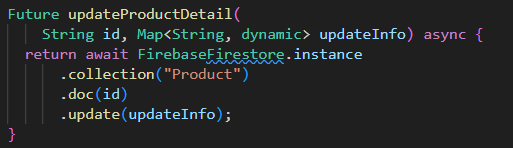 Future updateProductDetail(
    String id, Map<String, dynamic> updateInfo) async {
  return await FirebaseFirestore.instance
      .collection("Product")
      .doc(id)
      .update(updateInfo);
}